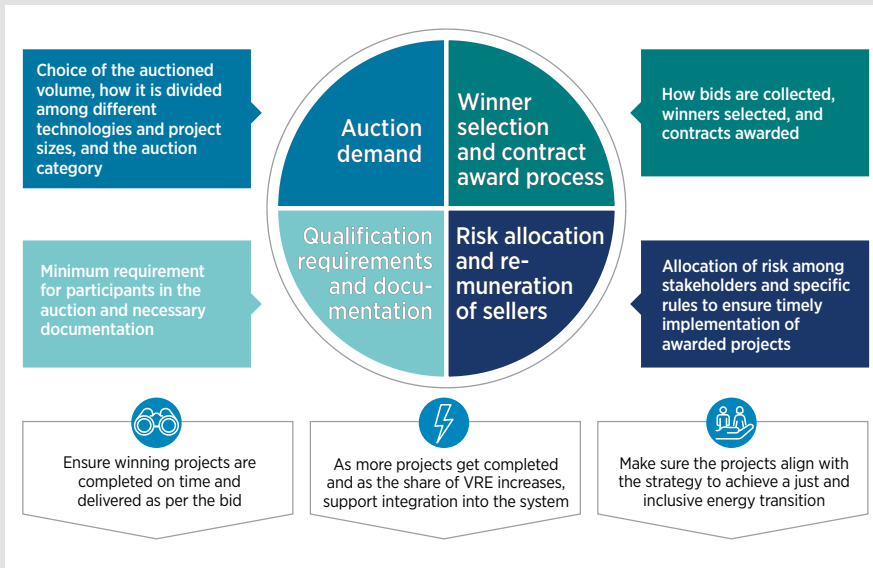 Choice of the auctioned
volume, how it is divided
among different
technologies and project
sizes, and the auction
category
Auction
demand
Winner
selection
and contract
award process
How bids are collected,
winners selected, and
contracts awarded
Minimum requirement
for participants in the
auction and necessary
documentation
Qualification
requirements
and docu-
mentation
Risk allocation
and re-
muneration
of sellers
Allocation of risk among
stakeholders and specific
rules to ensure timely
implementation of
awarded projects
Ensure winning projects are
completed on time and
delivered as per the bid
As more projects get completed
and as the share of VRE increases,
support integration into the system
Make sure the projects align with
the strategy to achieve a just and
inclusive energy transition